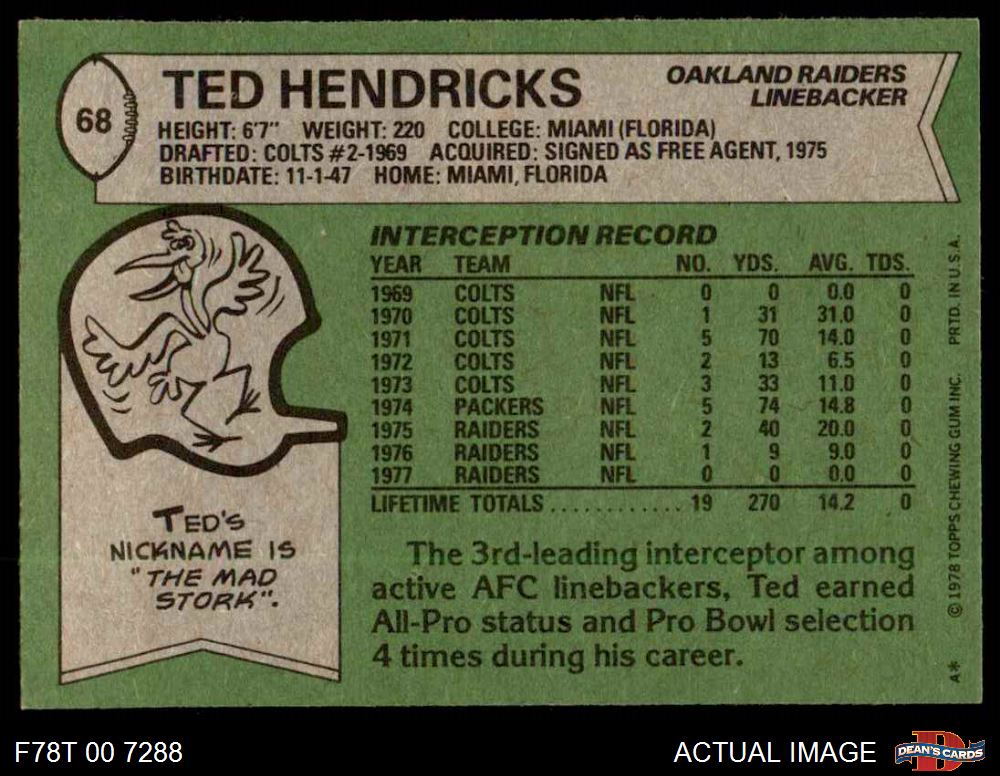 68
TED HENDRICKS
OAKLAND RAIDERS
LINEBACKER
HEIGHT: 6'7" WEIGHT: 220 COLLEGE: MIAMI (FLORIDA)
DRAFTED: COLTS #2-1969 ACQUIRED: SIGNED AS FREE AGENT, 1975
BIRTHDATE: 11-1-47 HOME: MIAMI, FLORIDA
INTERCEPTION RECORD
YEAR TEAM NO. YDS. AVG. TDS.
1969 COLTS NFL 0 0 0.0 0
1970 COLTS NFL 1 31 31.0 0
1971 COLTS NFL 5 70 14.0 0
1972 COLTS NFL 2 13 6.5 0
1973 COLTS NFL 3 33 11.0 0
1974 PACKERS NFL 5 74 14.8 0
1975 RAIDERS NFL 2 40 20.0 0
1976 RAIDERS NFL 1 9 9.0 0
1977 RAIDERS NFL 0 0 0.0 0
LIFETIME TOTALS ............ 19 270 14.2 0
TED'S
NICKNAME IS
"THE MAD
STORK".
The 3rd-leading interceptor among
active AFC linebackers, Ted earned
All-Pro status and Pro Bowl selection
4 times during his career.
A* © 1978 TOPPS CHEWING GUM INC. PRTD. IN U.S.A.
F78T 00 7288
ACTUAL IMAGE
DEAN'S CARDS